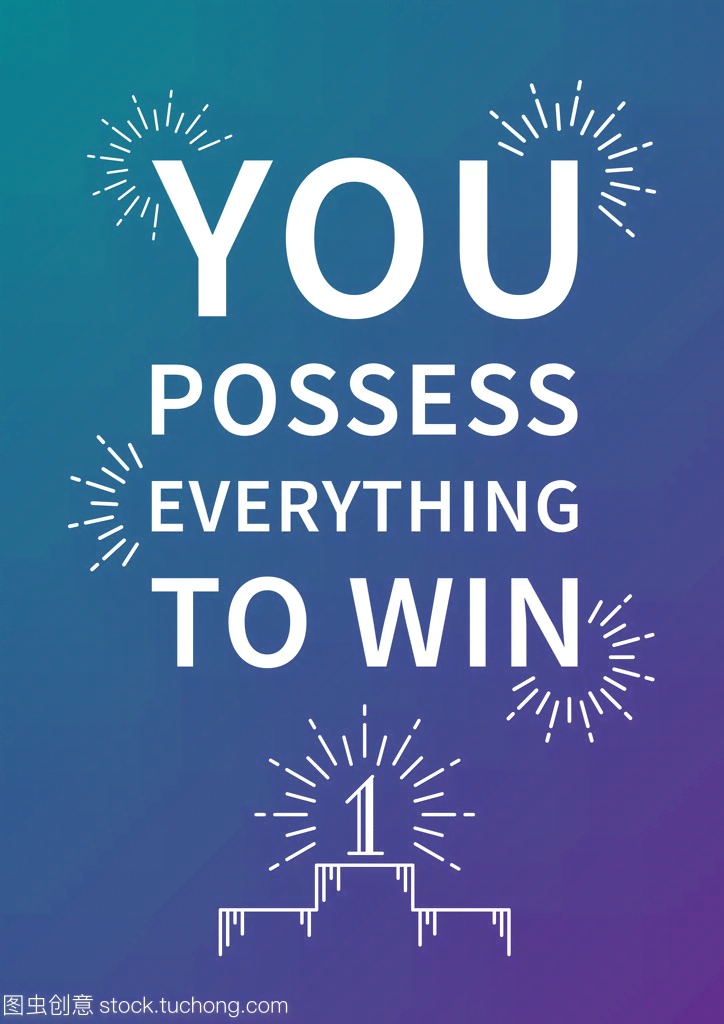 YOU
POSSESS
EVERYTHING
TO WIN
1
图虫创意 stock.tuchong.com